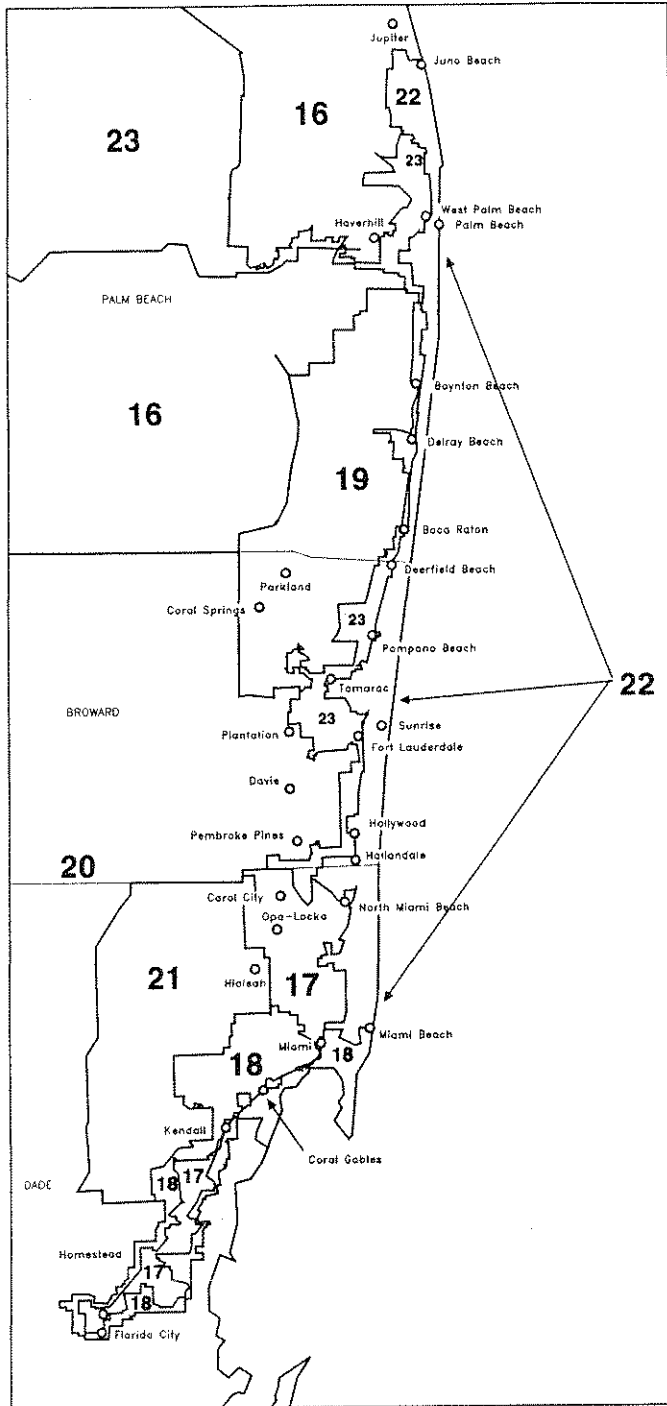 Jupiter
Juno Beach
22
16
23
23
West Palm Beach
Haverhill
Palm Beach
PALM BEACH
Boynton Beach
16
Delray Beach
19
Boca Raton
Deerfield Beach
Parkland
Coral Springs
23
Pompano Beach
Tamarac
22
BROWARD
23
Sunrise
Plantation
Fort Lauderdale
Davie
Hollywood
Pembroke Pines
Hallandale
20
Carol City
North Miami Beach
Opa-Locka
21
Hialeah
17
Miami Beach
Miami
18
18
Kendall
Coral Gables
18
17
DADE
Homestead
17
18
Florida City